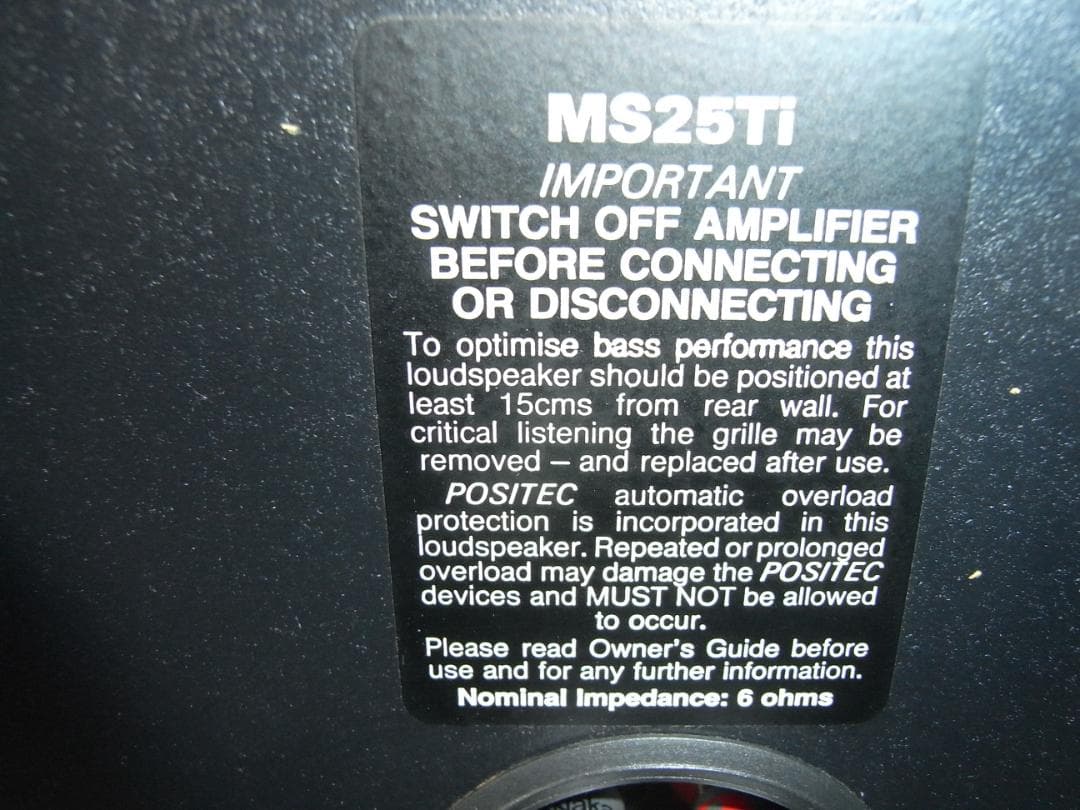 MS25Ti
IMPORTANT
SWITCH OFF AMPLIFIER
BEFORE CONNECTING
OR DISCONNECTING
To optimise bass performance this
loudspeaker should be positioned at
least 15cms from rear wall. For
critical listening the grille may be
removed – and replaced after use.
POSITEC automatic overload
protection is incorporated in this
loudspeaker. Repeated or prolonged
overload may damage the POSITEC
devices and MUST NOT be allowed
to occur.
Please read Owner's Guide before
use and for any further information.
Nominal Impedance: 6 ohms